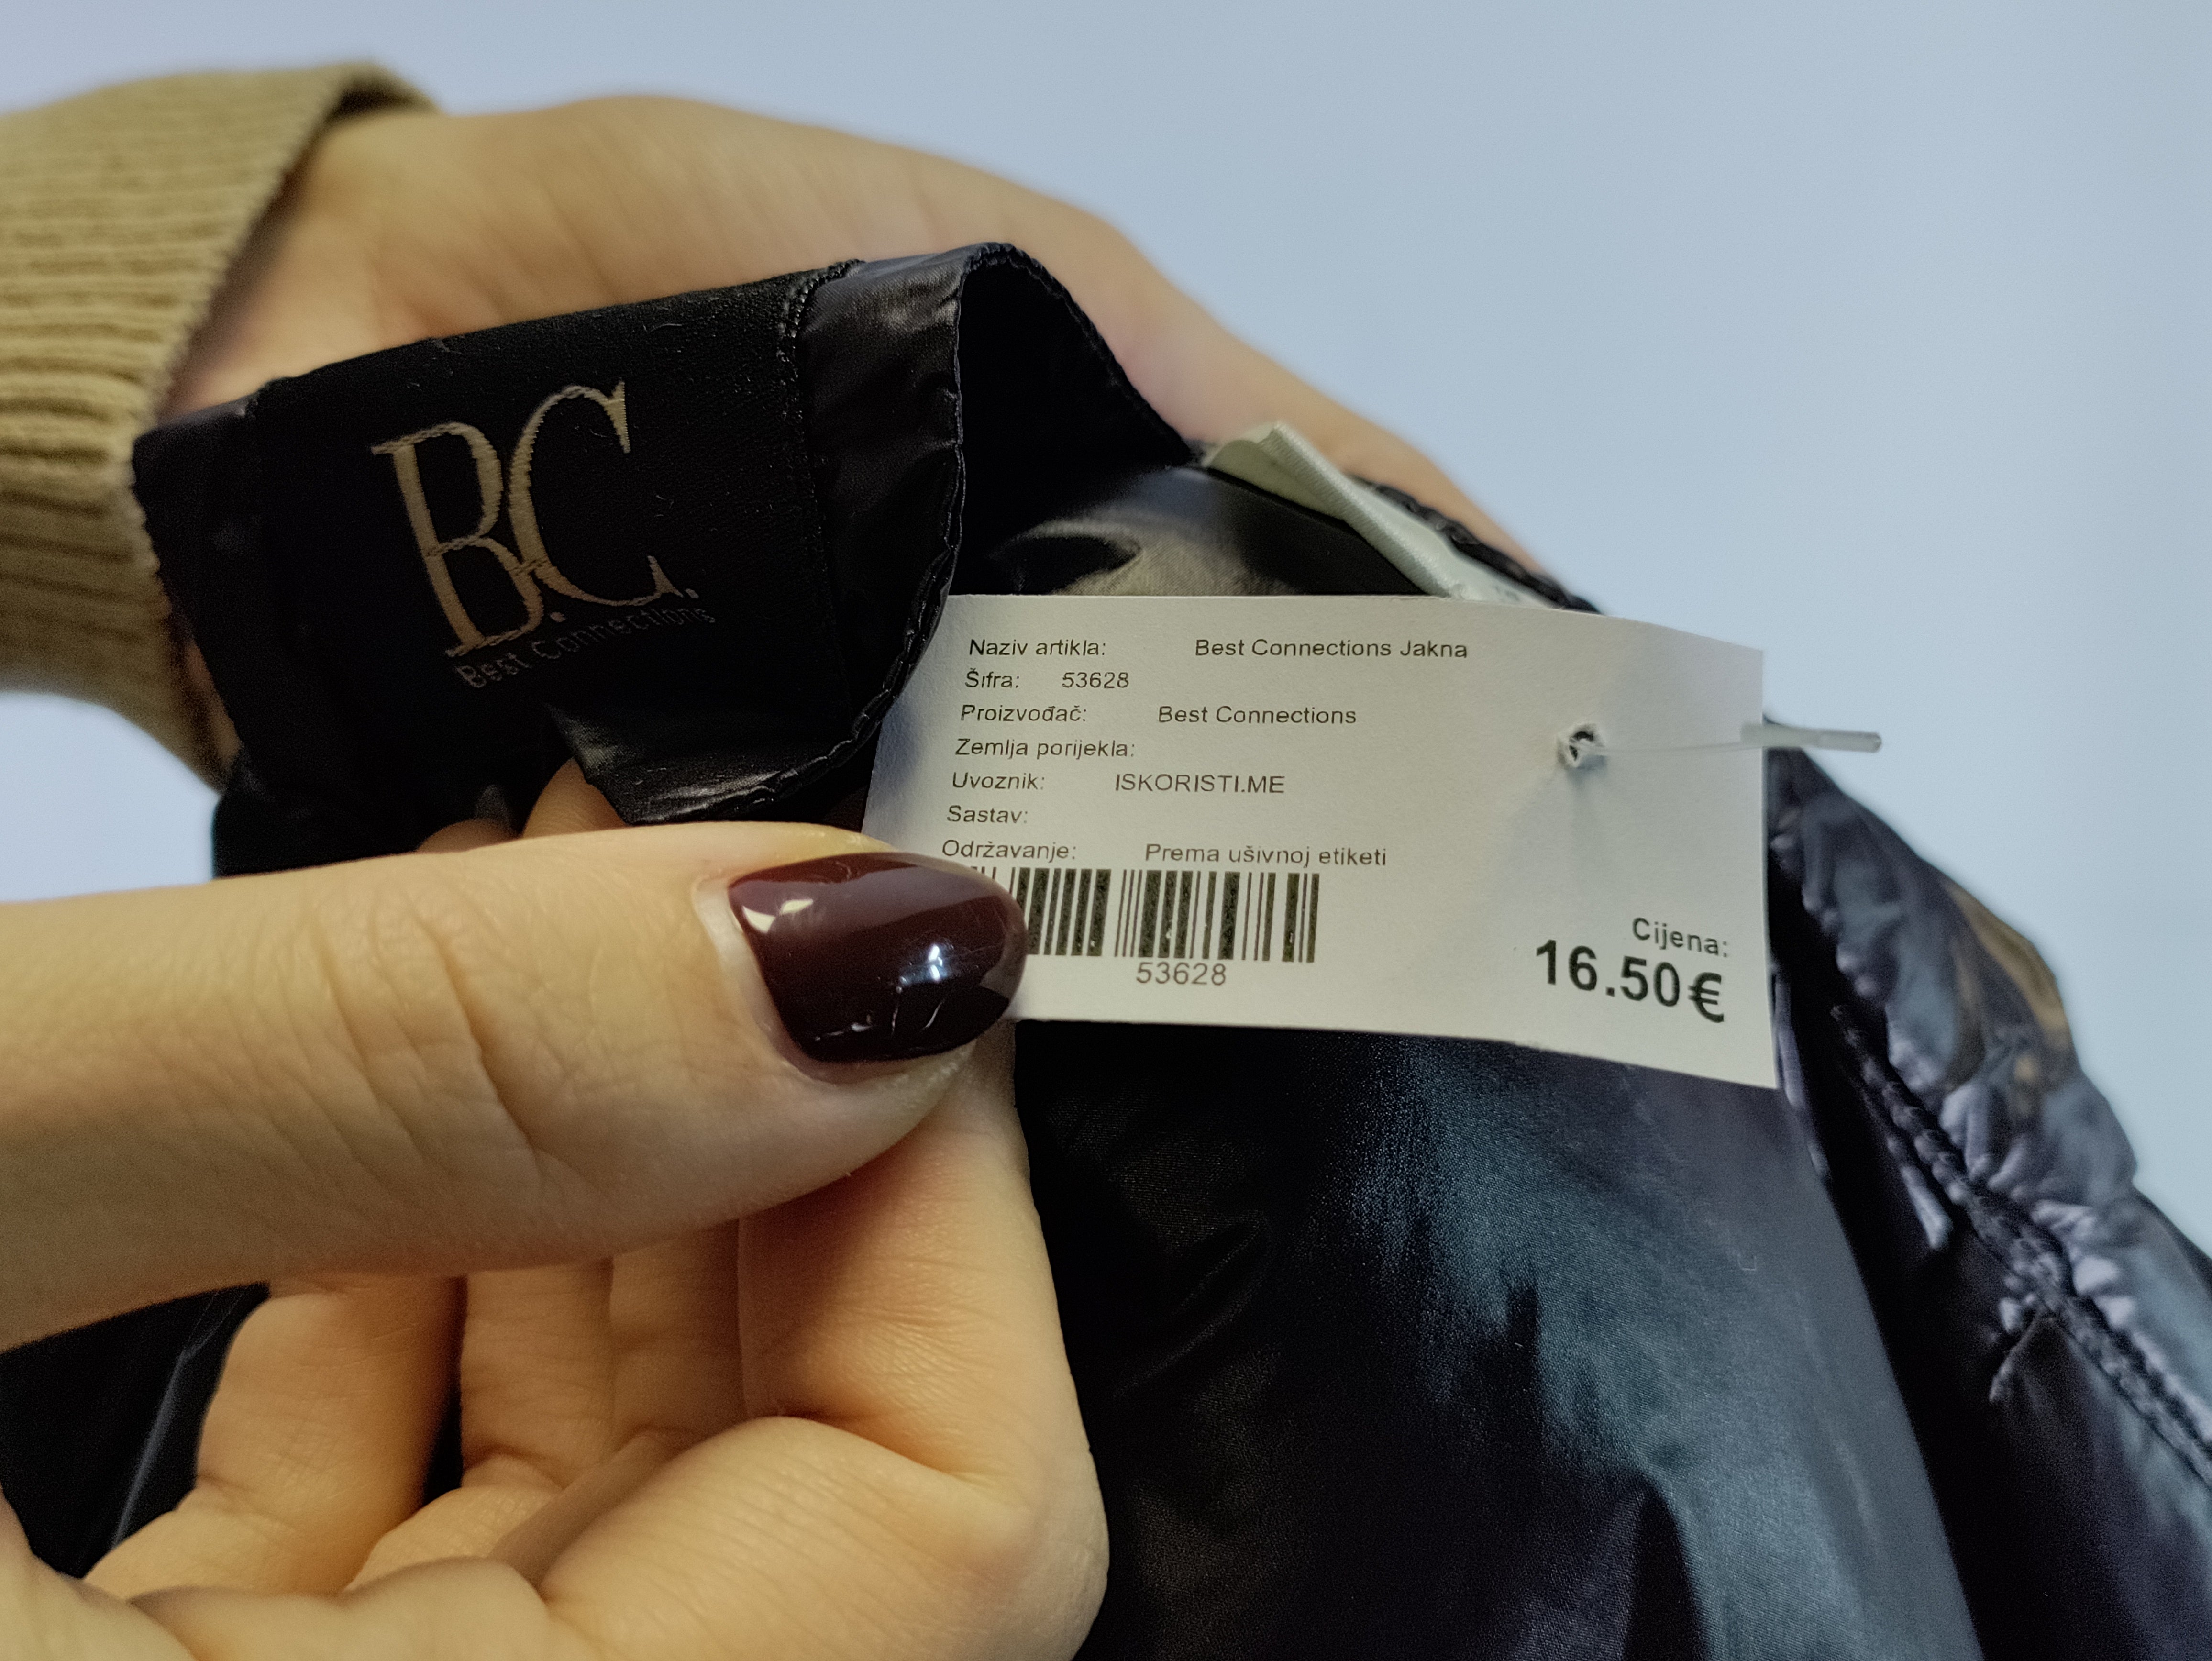 B.C.
Best Connections
Naziv artikla: Best Connections Jakna
Šifra: 53628
Proizvođač: Best Connections
Zemlja porijekla:
Uvoznik: ISKORISTI.ME
Sastav:
Održavanje: Prema ušivnoj etiketi
53628
Cijena:
16.50€